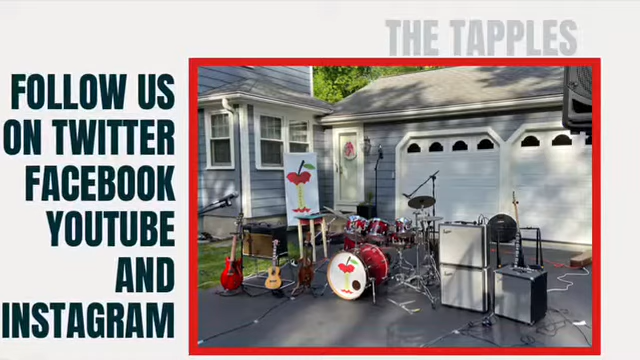 THE TAPPLES
FOLLOW US
ON TWITTER
FACEBOOK
YOUTUBE
AND
INSTAGRAM